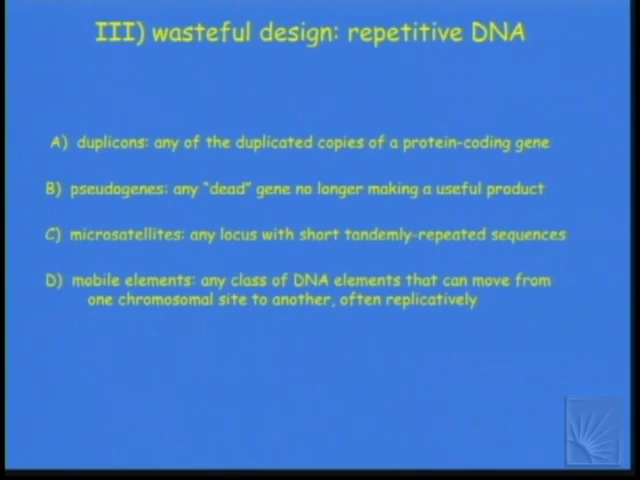 III) wasteful design: repetitive DNA
A) duplicons: any of the duplicated copies of a protein-coding gene
B) pseudogenes: any “dead” gene no longer making a useful product
C) microsatellites: any locus with short tandemly-repeated sequences
D) mobile elements: any class of DNA elements that can move from
one chromosomal site to another, often replicatively